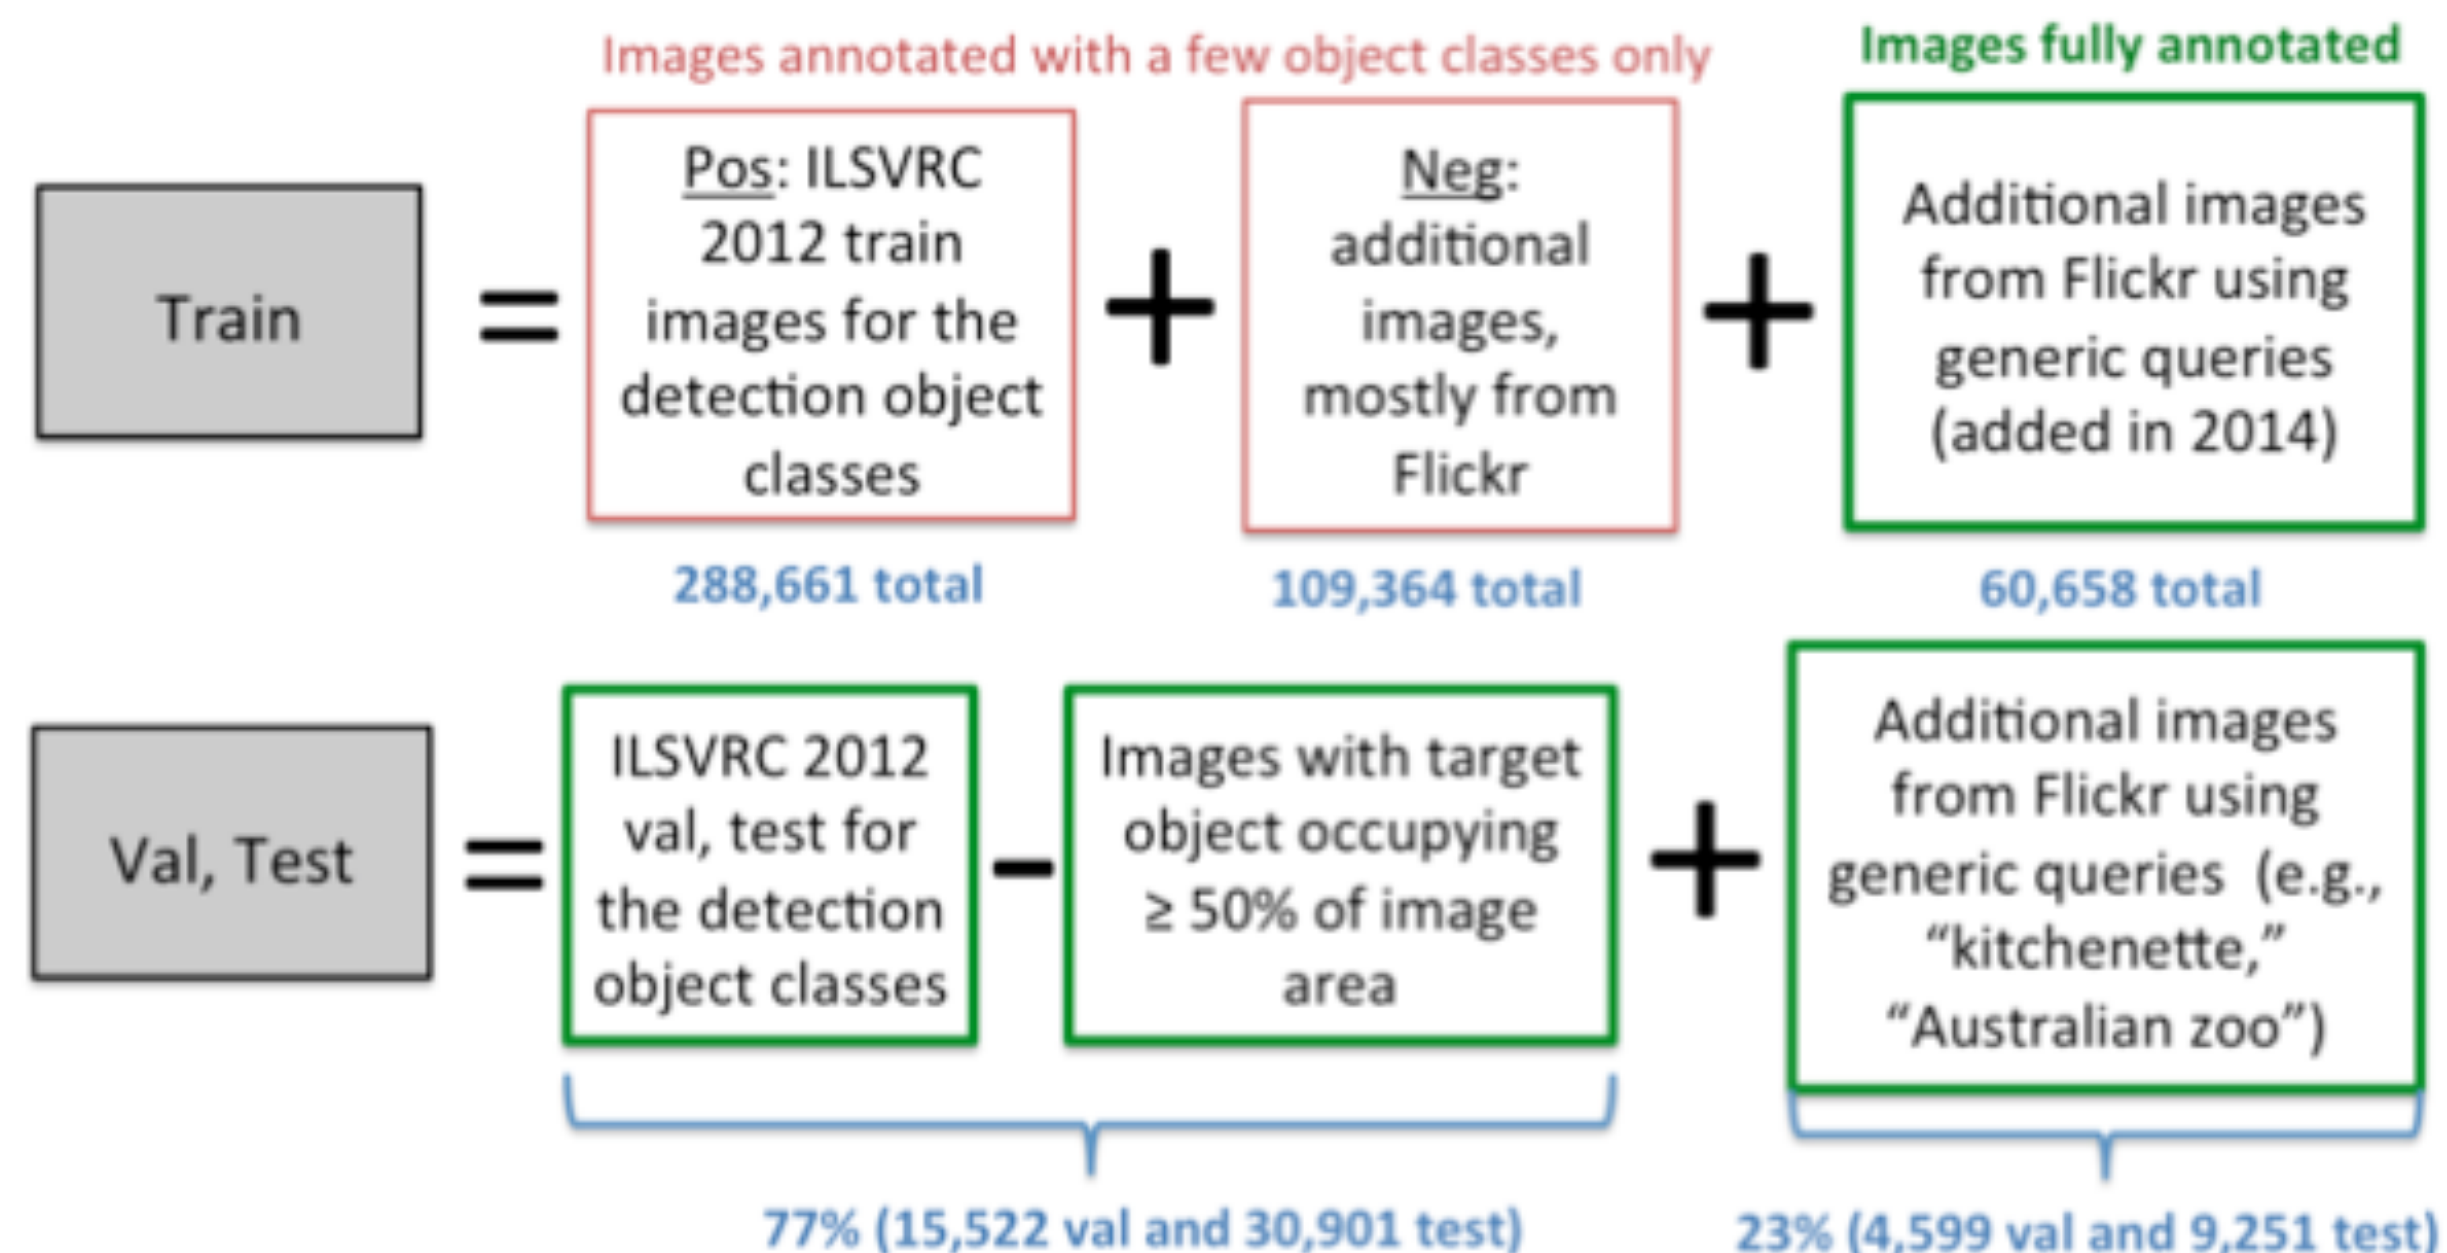 Images annotated with a few object classes only
Images fully annotated
Train
=
Pos: ILSVRC
2012 train
images for the
detection object
classes
+
Neg:
additional
images,
mostly from
Flickr
+
Additional images
from Flickr using
generic queries
(added in 2014)
288,661 total
109,364 total
60,658 total
Val, Test
=
ILSVRC 2012
val, test for
the detection
object classes
-
Images with target
object occupying
≥ 50% of image
area
+
Additional images
from Flickr using
generic queries (e.g.,
“kitchenette,”
“Australian zoo”)
77% (15,522 val and 30,901 test)
23% (4,599 val and 9,251 test)